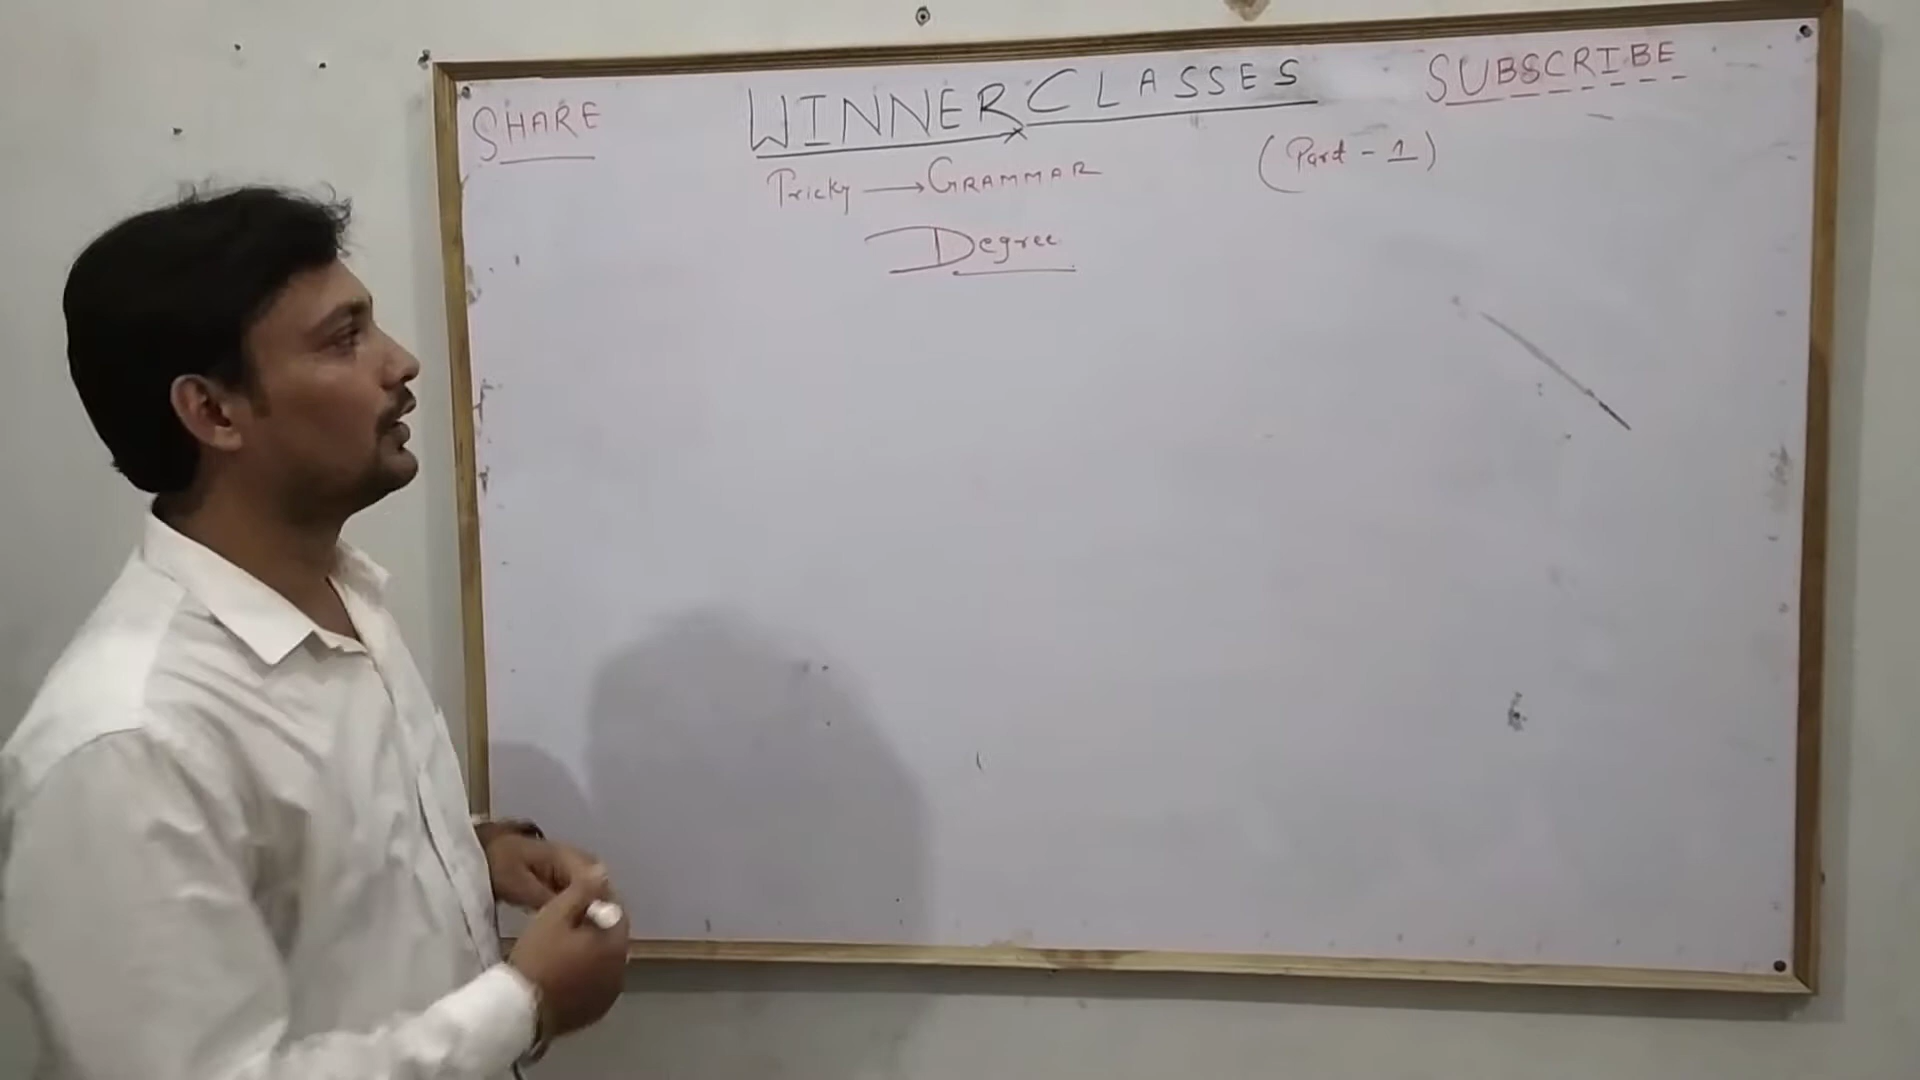 SHARE
WINNER CLASSES
SUBSCRIBE
Tricky → GRAMMAR
(Part - 1)
Degree